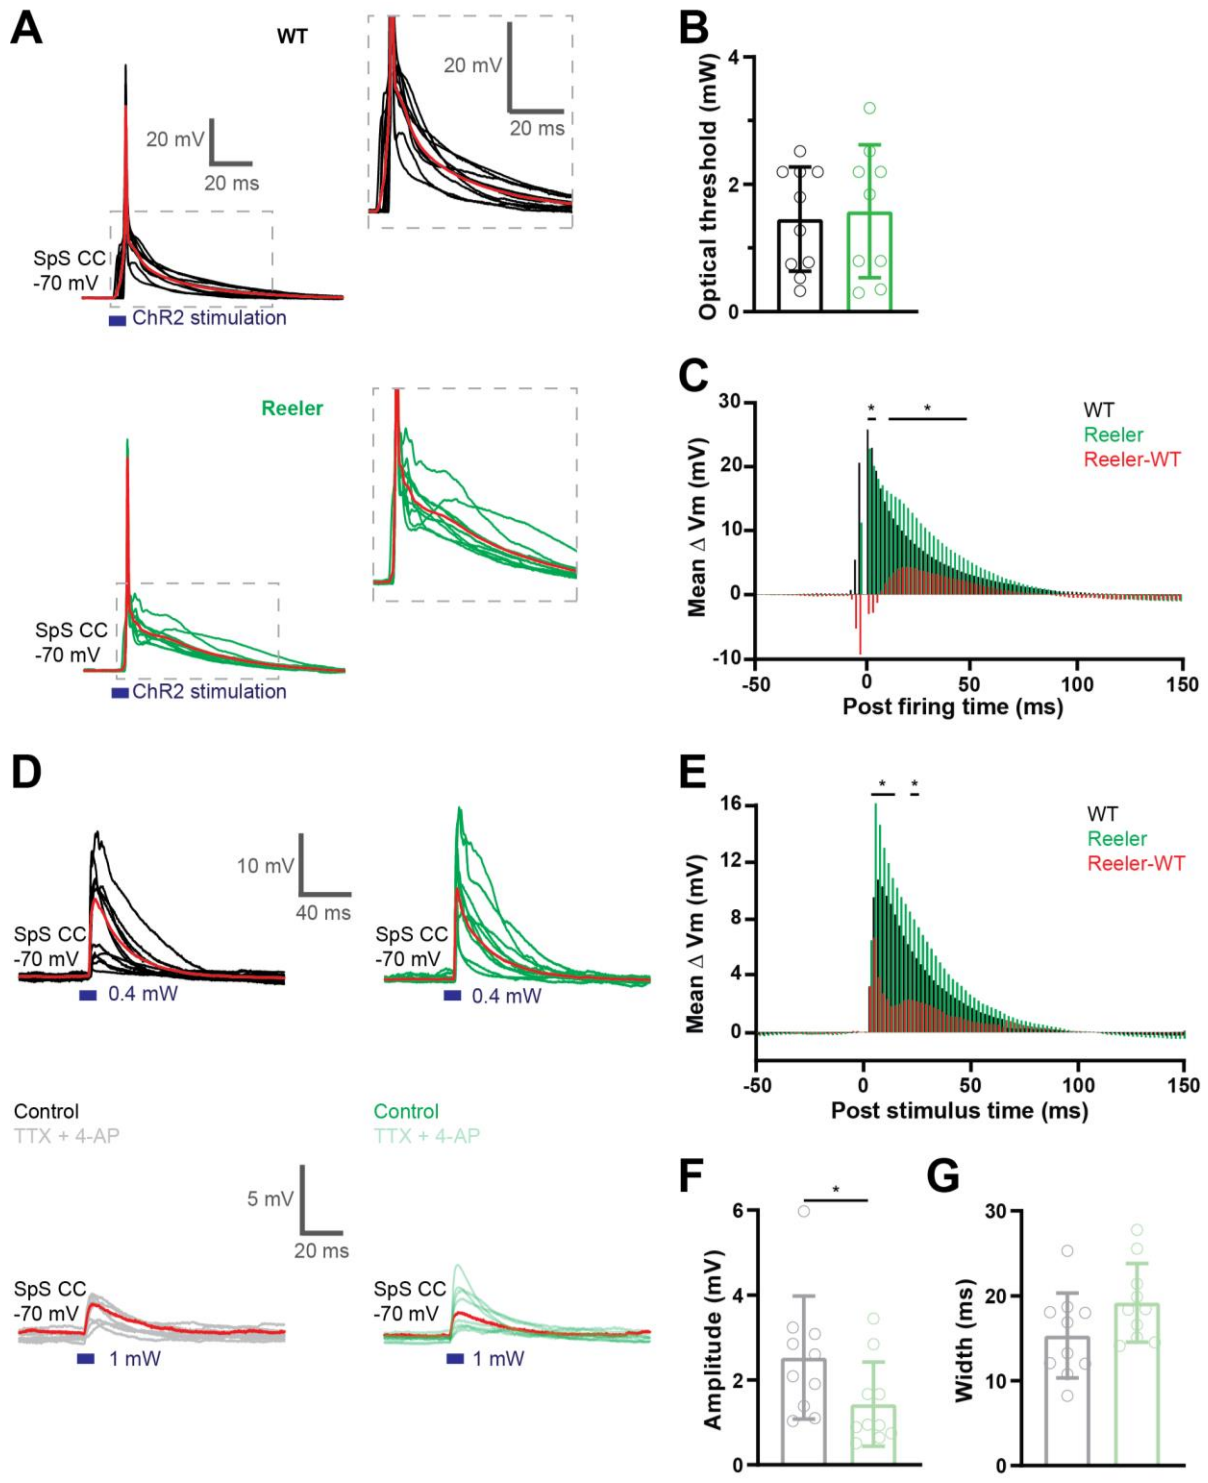 A
WT
20 mV
20 ms
20 mV
20 ms
SpS CC
-70 mV
ChR2 stimulation
Reeler
SpS CC
-70 mV
ChR2 stimulation
B
Optical threshold (mW)
4
2
0
C
Mean Δ Vm (mV)
30
20
10
0
-10
* *
WT
Reeler
Reeler-WT
-50 0 50 100 150
Post firing time (ms)
D
10 mV
40 ms
SpS CC
-70 mV
0.4 mW
SpS CC
-70 mV
0.4 mW
Control
TTX + 4-AP
Control
TTX + 4-AP
5 mV
20 ms
SpS CC
-70 mV
1 mW
SpS CC
-70 mV
1 mW
E
Mean Δ Vm (mV)
16
12
8
4
0
* *
WT
Reeler
Reeler-WT
-50 0 50 100 150
Post stimulus time (ms)
F
Amplitude (mV)
6
4
2
0
*
G
Width (ms)
30
20
10
0